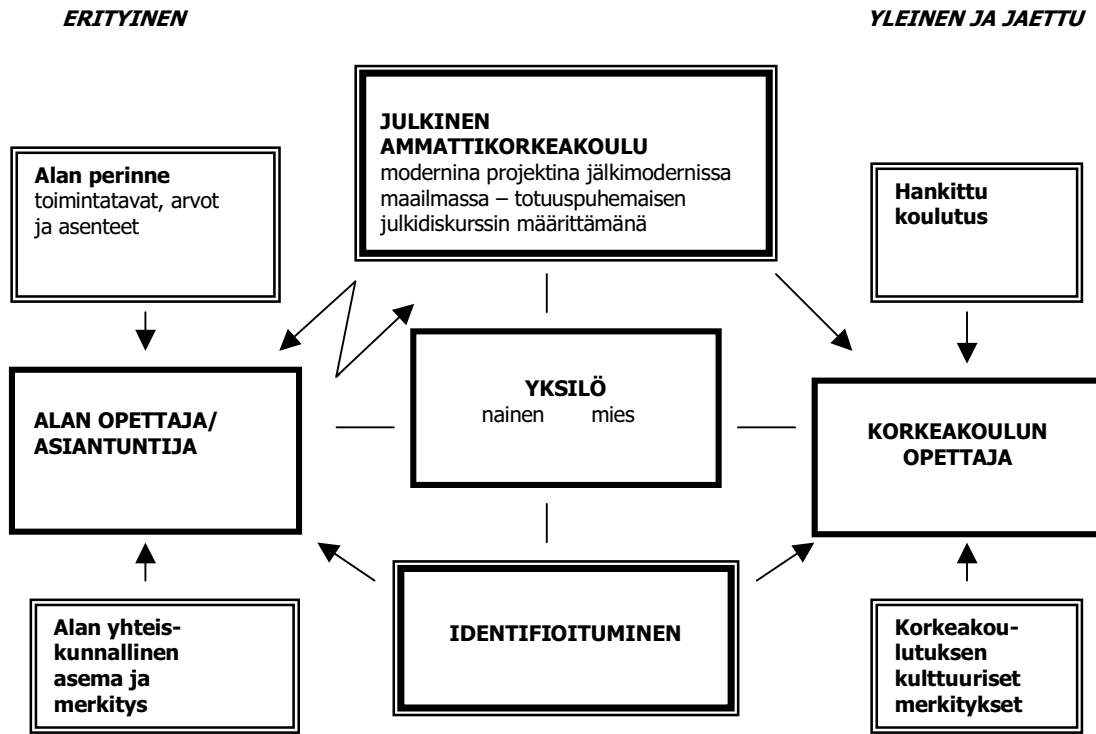 ERITYINEN
YLEINEN JA JAETTU
JULKINEN
AMMATTIKORKEAKOULU
modernina projektina jälkimodernissa
maailmassa – totuuspuhemaisen
julkidiskurssin määrittämänä
Alan perinne
toimintatavat, arvot
ja asenteet
Hankittu
koulutus
ALAN OPETTAJA/
ASIANTUNTIJA
YKSILÖ
nainen mies
KORKEAKOULUN
OPETTAJA
IDENTIFIOITUMINEN
Alan yhteis-
kunnallinen
asema ja
merkitys
Korkeakou-
lutuksen
kulttuuriset
merkitykset